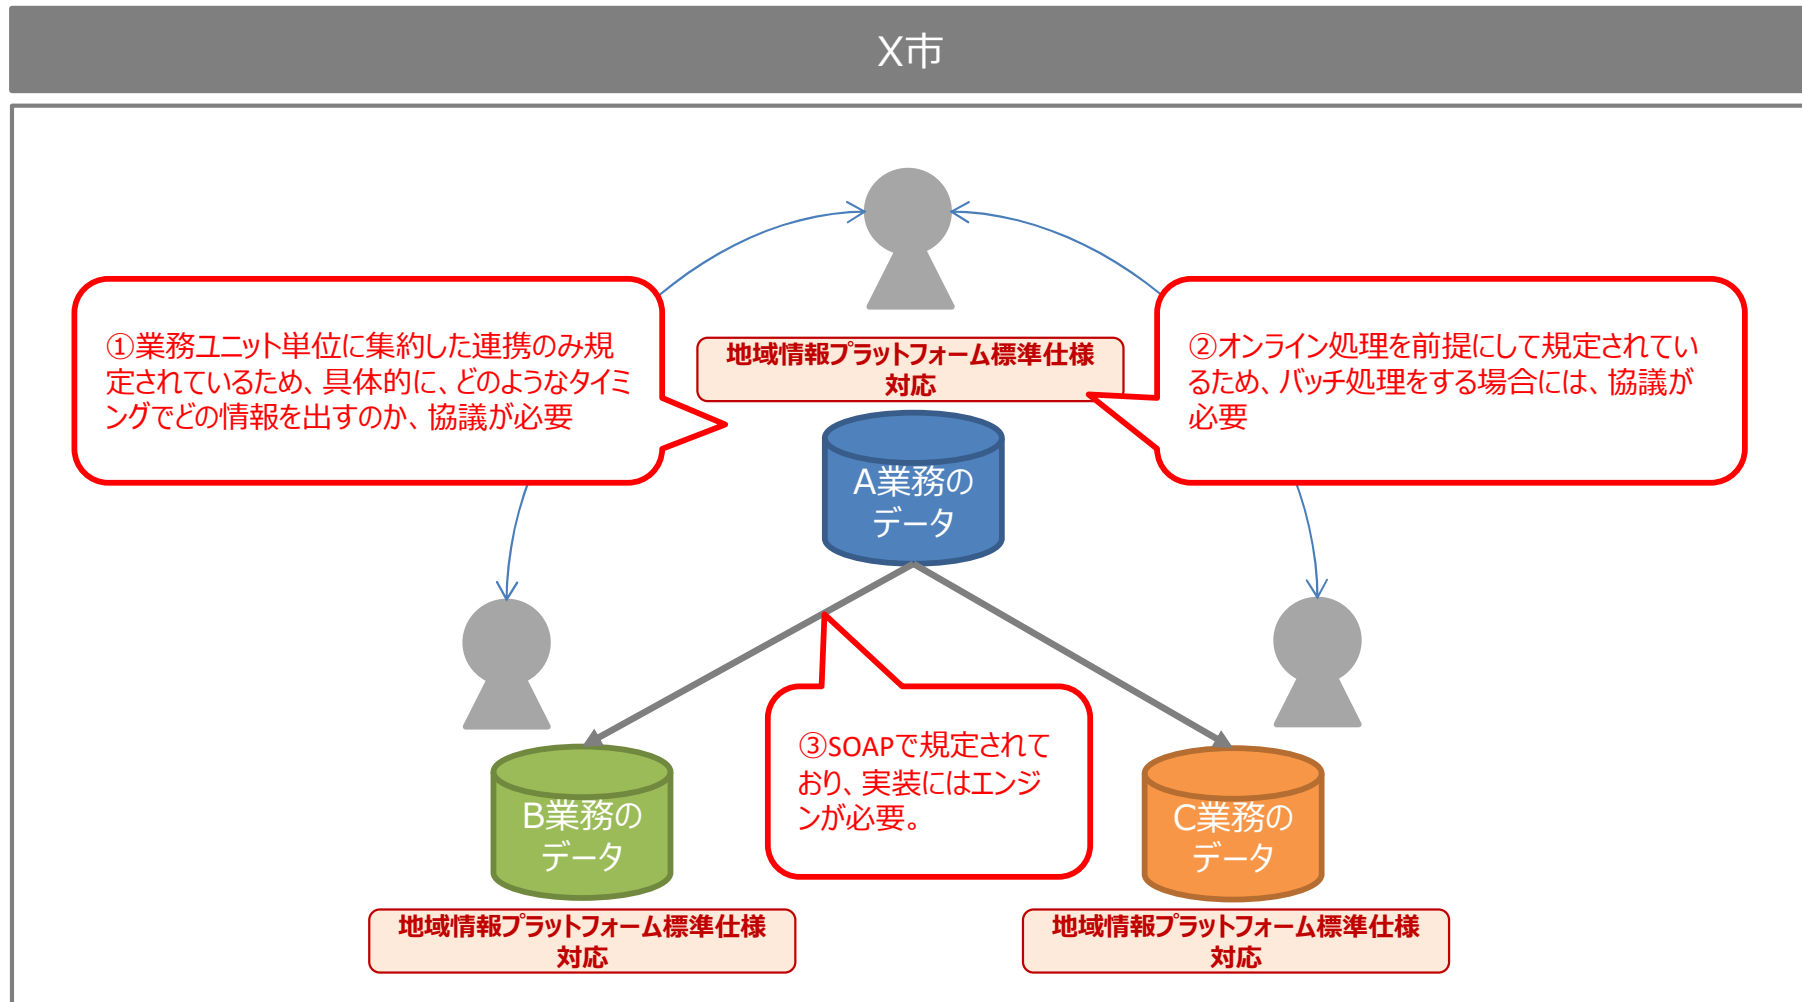 X市
①業務ユニット単位に集約した連携のみ規
定されているため、具体的に、どのようなタイミ
ングでどの情報を出すのか、協議が必要
地域情報プラットフォーム標準仕様
対応
②オンライン処理を前提にして規定されてい
るため、バッチ処理をする場合には、協議が
必要
A業務の
データ
③SOAPで規定されて
おり、実装にはエンジ
ンが必要。
B業務の
データ
C業務の
データ
地域情報プラットフォーム標準仕様
対応
地域情報プラットフォーム標準仕様
対応